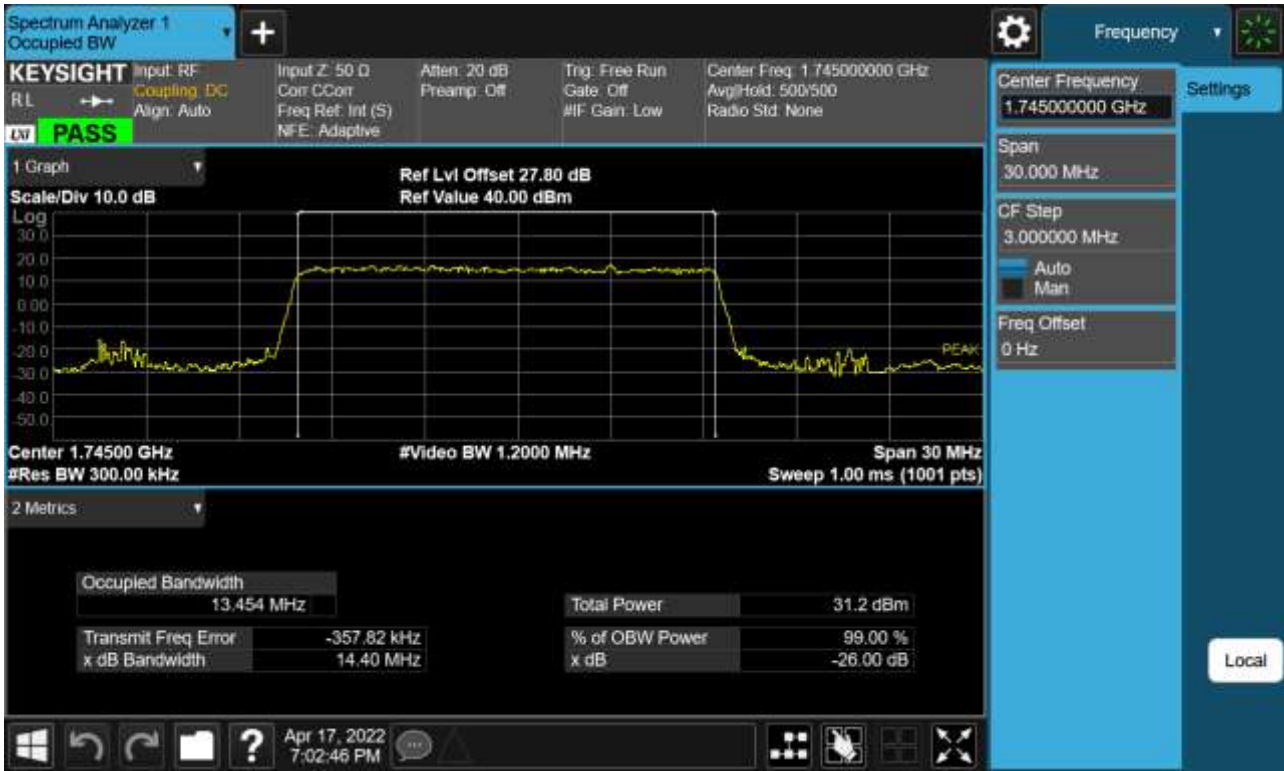 Spectrum Analyzer 1
Occupied BW
+
Frequency
KEYSIGHT
RL
LXI
PASS
Input: RF
Coupling: DC
Align: Auto
Input Z: 50 Ω
Corr CCorr
Freq Ref: Int (S)
NFE: Adaptive
Atten: 20 dB
Preamp: Off
Trig: Free Run
Gate: Off
#IF Gain: Low
Center Freq: 1.745000000 GHz
Avg|Hold: 500/500
Radio Std: None
1 Graph
Scale/Div 10.0 dB
Ref Lvl Offset 27.80 dB
Ref Value 40.00 dBm
Log
30.0
20.0
10.0
0.00
-10.0
-20.0
-30.0
-40.0
-50.0
PEAK
Center 1.74500 GHz
#Video BW 1.2000 MHz
Span 30 MHz
#Res BW 300.00 kHz
Sweep 1.00 ms (1001 pts)
2 Metrics
Occupied Bandwidth
13.454 MHz
Total Power 31.2 dBm
Transmit Freq Error -357.82 kHz
% of OBW Power 99.00 %
x dB Bandwidth 14.40 MHz
x dB -26.00 dB
Center Frequency
1.745000000 GHz
Settings
Span
30.000 MHz
CF Step
3.000000 MHz
Auto
Man
Freq Offset
0 Hz
Local
?
Apr 17, 2022
7:02:46 PM